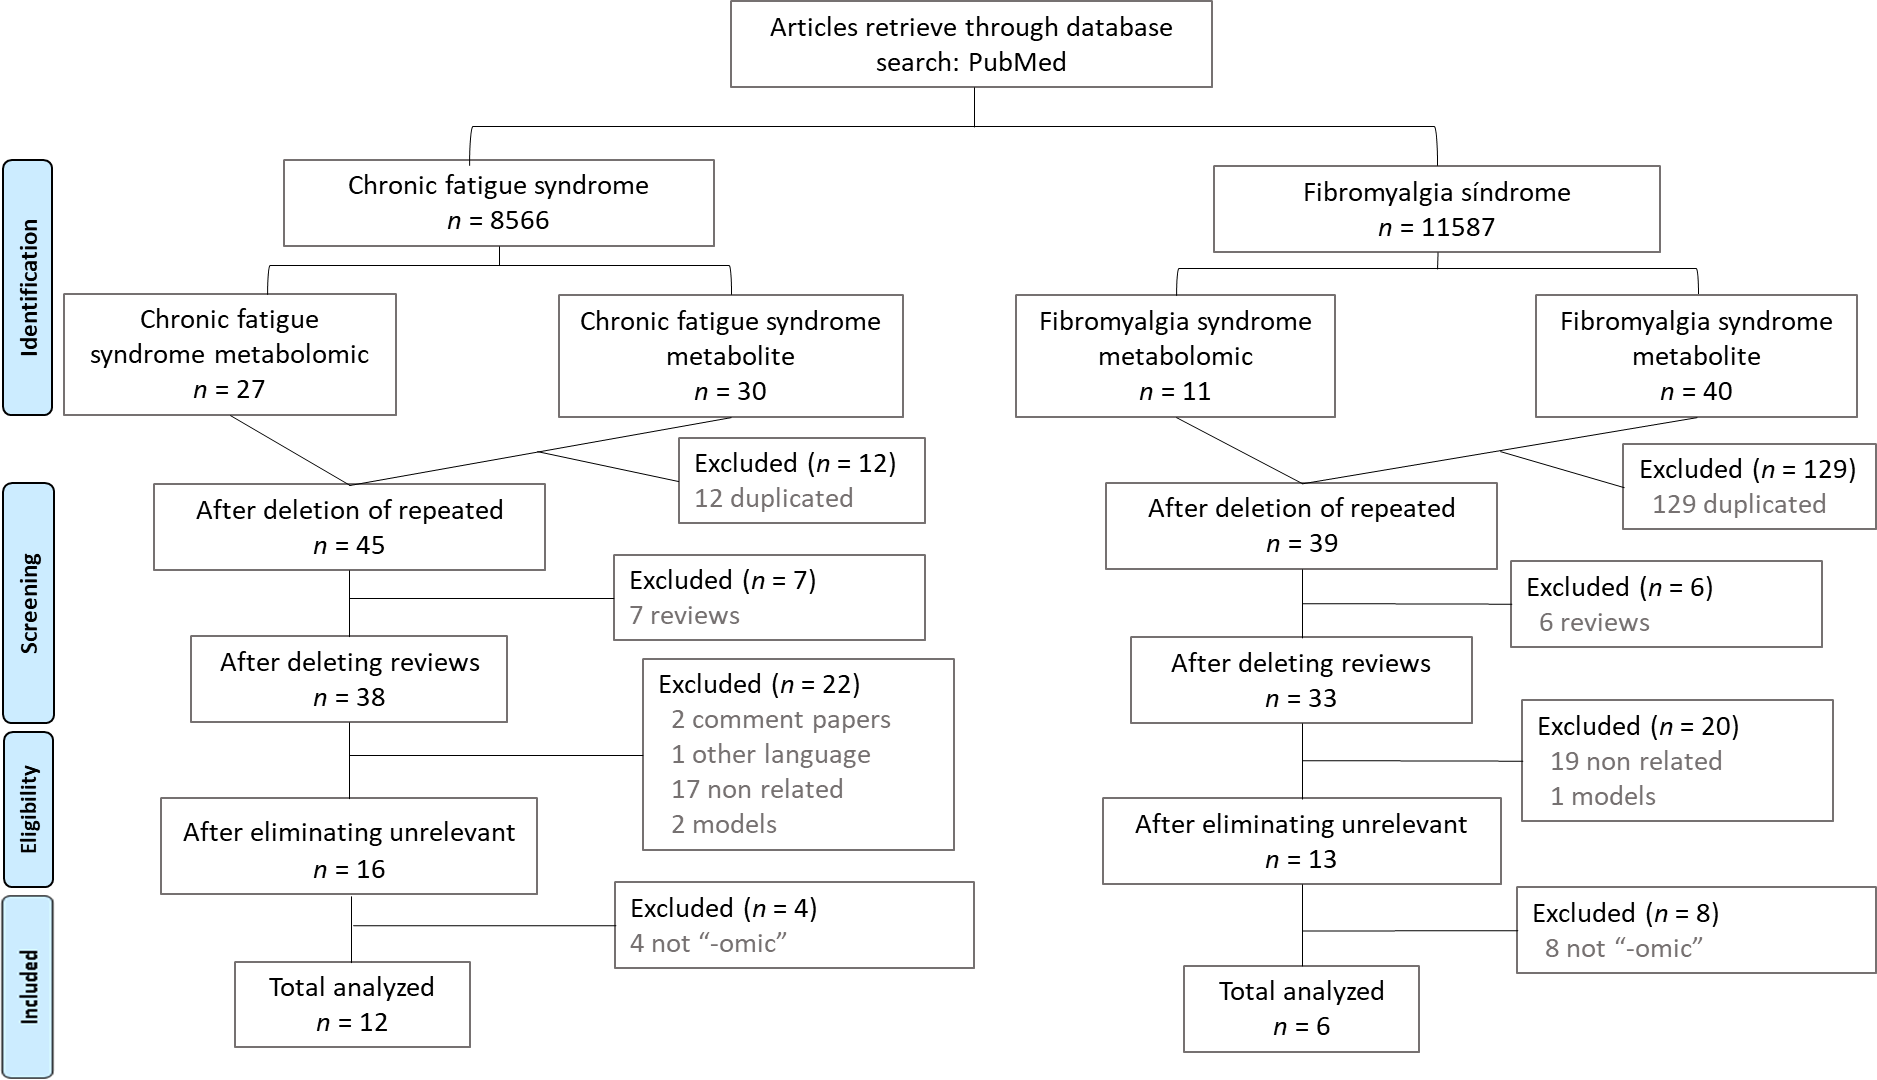 Articles retrieve through database
search: PubMed
Identification
Chronic fatigue syndrome
n = 8566
Fibromyalgia síndrome
n = 11587
Chronic fatigue
syndrome metabolomic
n = 27
Chronic fatigue syndrome
metabolite
n = 30
Fibromyalgia syndrome
metabolomic
n = 11
Fibromyalgia syndrome
metabolite
n = 40
Excluded (n = 12)
12 duplicated
Excluded (n = 129)
129 duplicated
Screening
After deletion of repeated
n = 45
After deletion of repeated
n = 39
Excluded (n = 7)
7 reviews
Excluded (n = 6)
6 reviews
After deleting reviews
n = 38
After deleting reviews
n = 33
Excluded (n = 22)
2 comment papers
1 other language
17 non related
2 models
Excluded (n = 20)
19 non related
1 models
Eligibility
After eliminating unrelevant
n = 16
After eliminating unrelevant
n = 13
Excluded (n = 4)
4 not “-omic”
Excluded (n = 8)
8 not “-omic”
Included
Total analyzed
n = 12
Total analyzed
n = 6